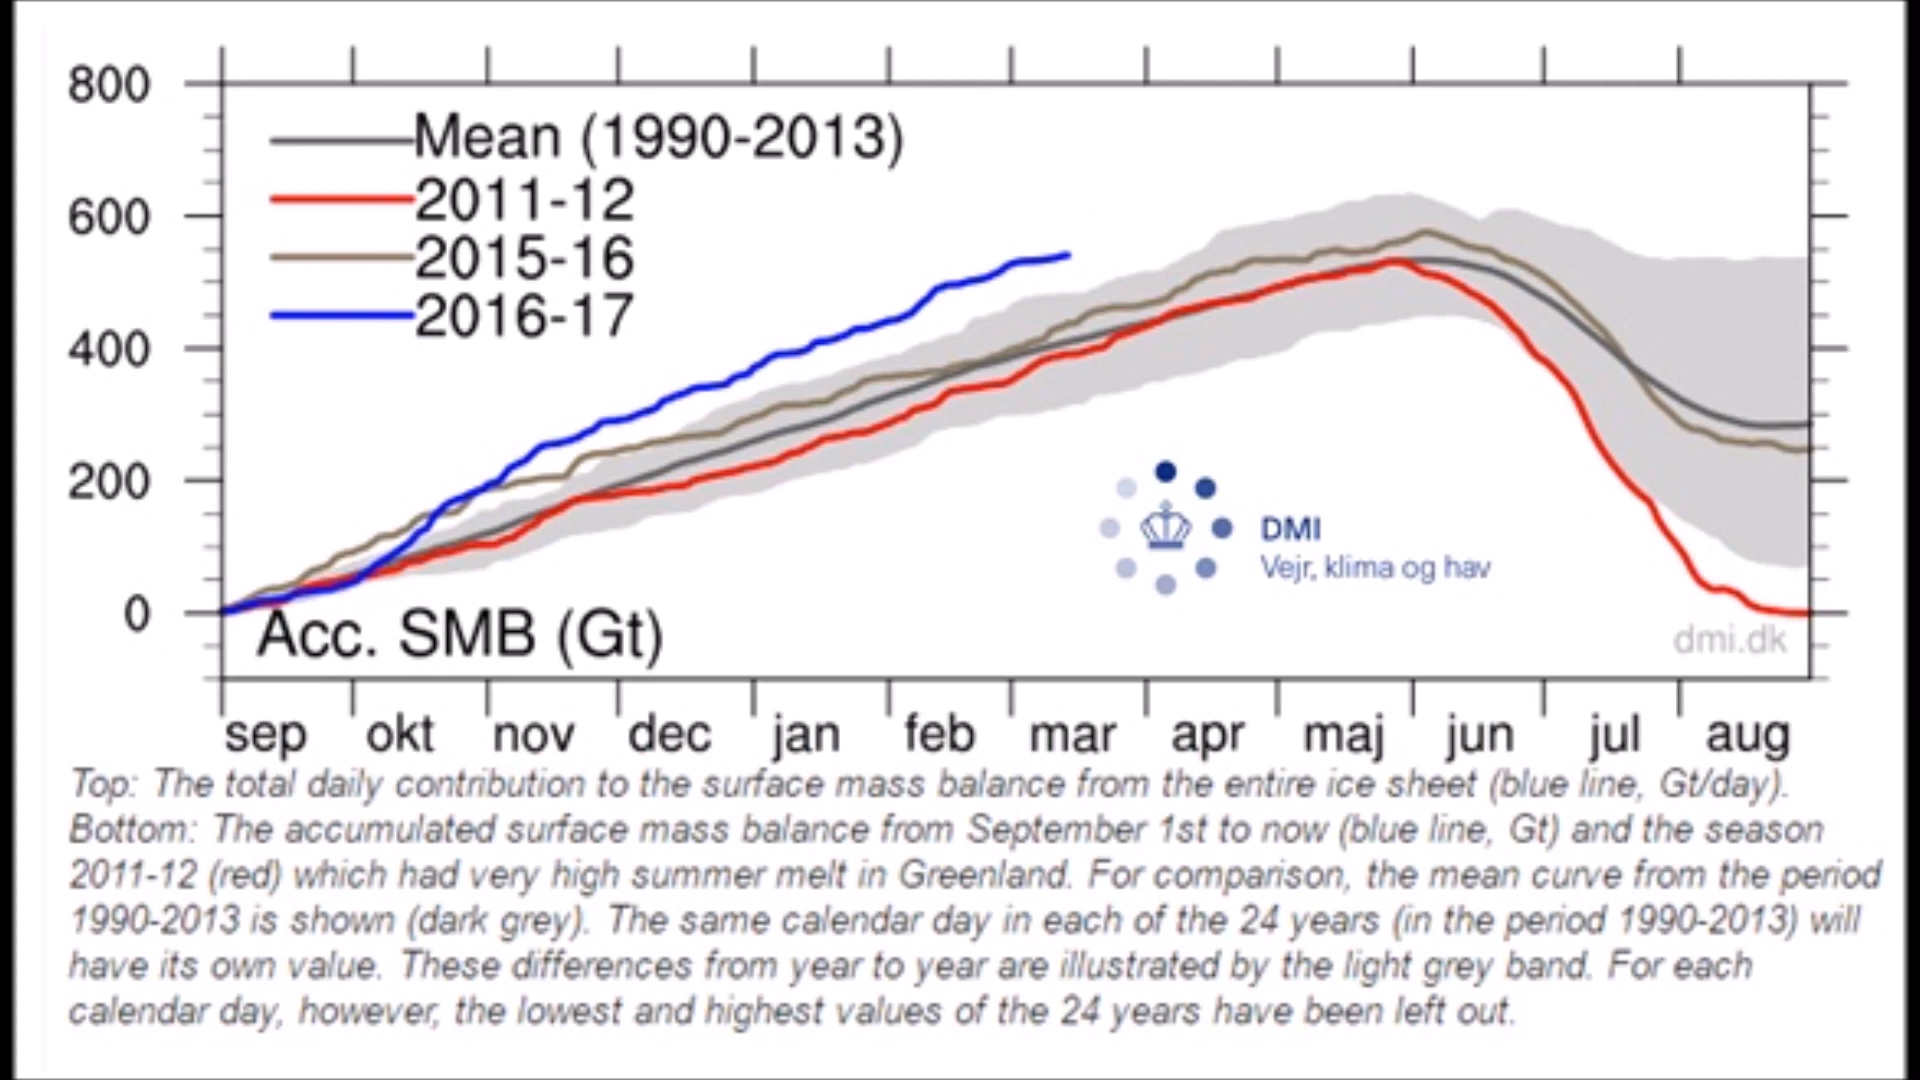 800
600
400
200
0
Mean (1990-2013)
2011-12
2015-16
2016-17
DMI
Vejr, klima og hav
Acc. SMB (Gt)
dmi.dk
sep okt nov dec jan feb mar apr maj jun jul aug
Top: The total daily contribution to the surface mass balance from the entire ice sheet (blue line, Gt/day).
Bottom: The accumulated surface mass balance from September 1st to now (blue line, Gt) and the season
2011-12 (red) which had very high summer melt in Greenland. For comparison, the mean curve from the period
1990-2013 is shown (dark grey). The same calendar day in each of the 24 years (in the period 1990-2013) will
have its own value. These differences from year to year are illustrated by the light grey band. For each
calendar day, however, the lowest and highest values of the 24 years have been left out.